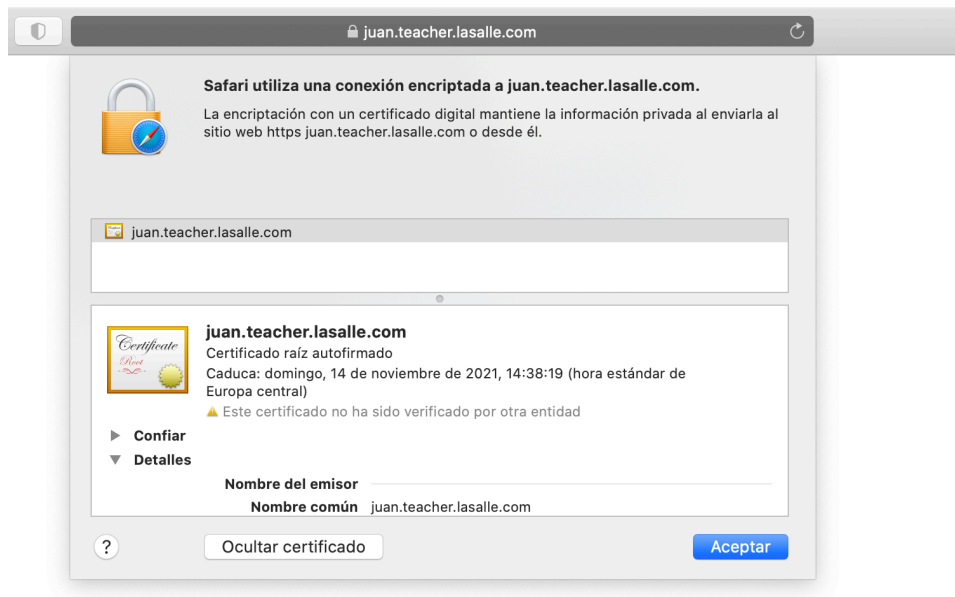 juan.teacher.lasalle.com
Safari utiliza una conexión encriptada a juan.teacher.lasalle.com.
La encriptación con un certificado digital mantiene la información privada al enviarla al
sitio web https juan.teacher.lasalle.com o desde él.
juan.teacher.lasalle.com
Certificate
Root
juan.teacher.lasalle.com
Certificado raíz autofirmado
Caduca: domingo, 14 de noviembre de 2021, 14:38:19 (hora estándar de
Europa central)
Este certificado no ha sido verificado por otra entidad
Confiar
Detalles
Nombre del emisor
Nombre común juan.teacher.lasalle.com
? Ocultar certificado Aceptar